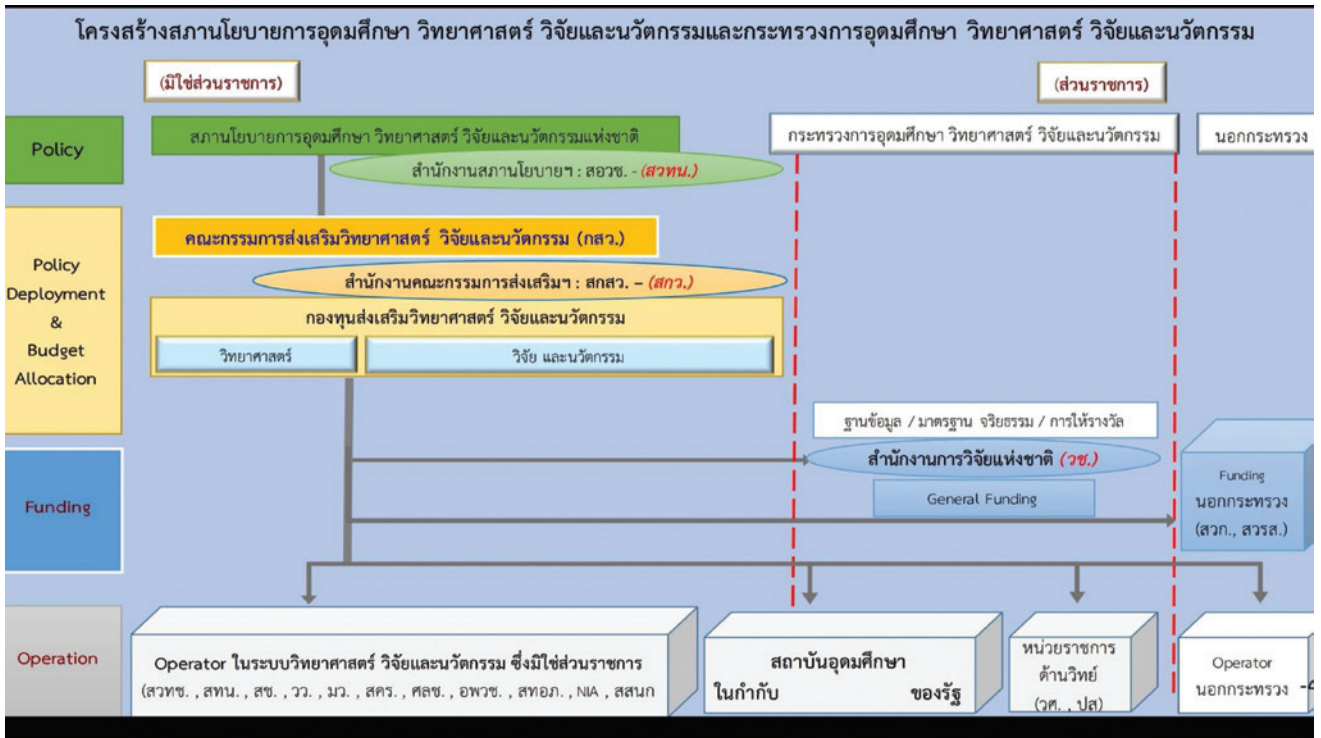 โครงสร้างสภานโยบายการอุดมศึกษา วิทยาศาสตร์ วิจัยและนวัตกรรมและกระทรวงการอุดมศึกษา วิทยาศาสตร์ วิจัยและนวัตกรรม
(มิใช่ส่วนราชการ)
(ส่วนราชการ)
Policy
สภานโยบายการอุดมศึกษา วิทยาศาสตร์ วิจัยและนวัตกรรมแห่งชาติ
สำนักงานสภานโยบายฯ : สอวช. - (สวทน.)
กระทรวงการอุดมศึกษา วิทยาศาสตร์ วิจัยและนวัตกรรม
นอกกระทรวง
Policy
Deployment
&
Budget
Allocation
คณะกรรมการส่งเสริมวิทยาศาสตร์ วิจัยและนวัตกรรม (กสว.)
สำนักงานคณะกรรมการส่งเสริมฯ : สกสว. – (สกว.)
กองทุนส่งเสริมวิทยาศาสตร์ วิจัยและนวัตกรรม
วิทยาศาสตร์
วิจัย และนวัตกรรม
ฐานข้อมูล / มาตรฐาน จริยธรรม / การให้รางวัล
Funding
สำนักงานการวิจัยแห่งชาติ (วช.)
General Funding
Funding
นอกกระทรวง
(สวก., สวรส.)
Operation
Operator ในระบบวิทยาศาสตร์ วิจัยและนวัตกรรม ซึ่งมิใช่ส่วนราชการ
(สวทช. , สทน. , สซ. , วว. , มว. , สคร. , ศลช. , อพวช. , สทอภ. , NIA , สสนก
สถาบันอุดมศึกษา
ในกำกับ ของรัฐ
หน่วยราชการ
ด้านวิทย์
(วศ. , ปส)
Operator
นอกกระทรวง